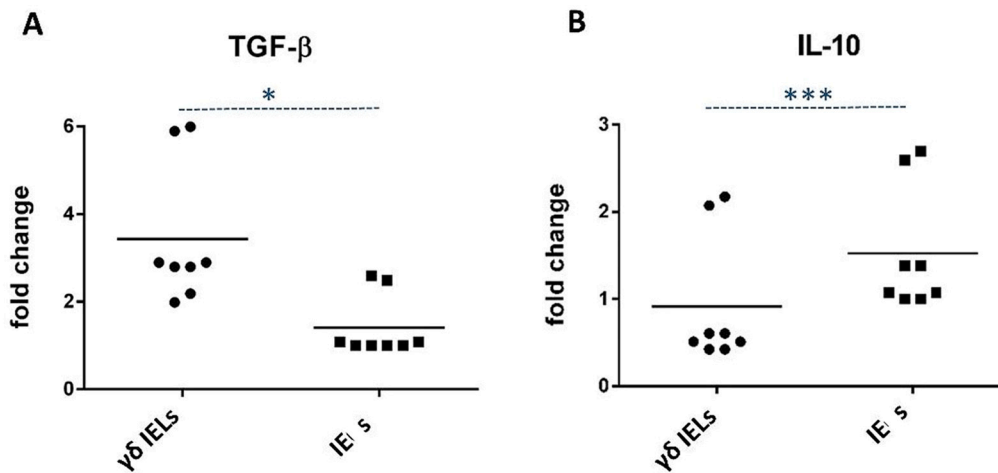 A
TGF-β
*
6
4
2
0
fold change
γδ IELs
B
IL-10
***
3
2
1
0
fold change
γδ IELs